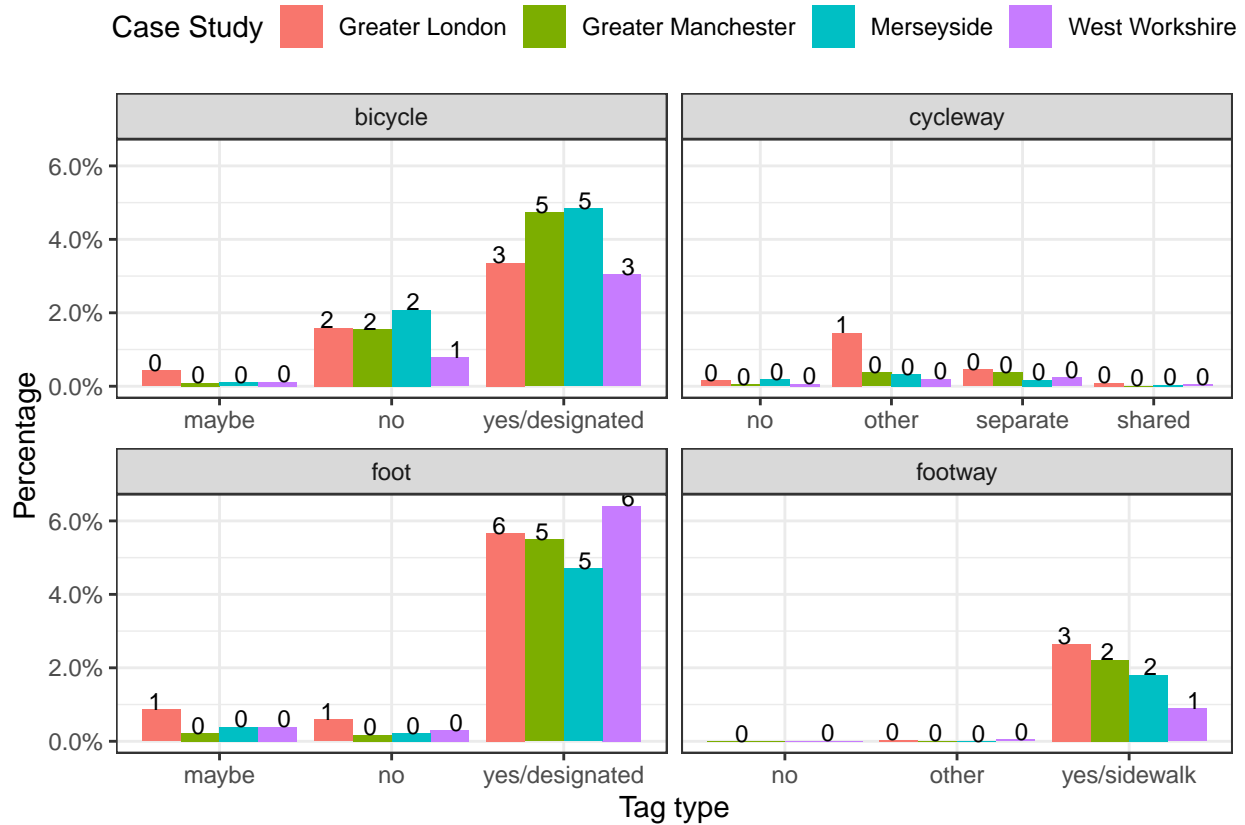 Case Study Greater London Greater Manchester Merseyside West Workshire
bicycle cycleway
6.0%
4.0%
2.0%
0.0%
0 0 0 0 2 2 2 1 3 5 5 3
0 0 0 0 1 0 0 0 0 0 0 0 0 0 0 0
maybe no yes/designated no other separate shared
foot footway
6.0%
4.0%
2.0%
0.0%
1 0 0 0 1 0 0 0 6 5 5 6
0 0 0 0 0 0 3 2 2 1
maybe no yes/designated no other yes/sidewalk
Percentage
Tag type